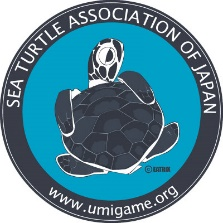 SEA TURTLE ASSOCIATION OF JAPAN
www.umigame.org